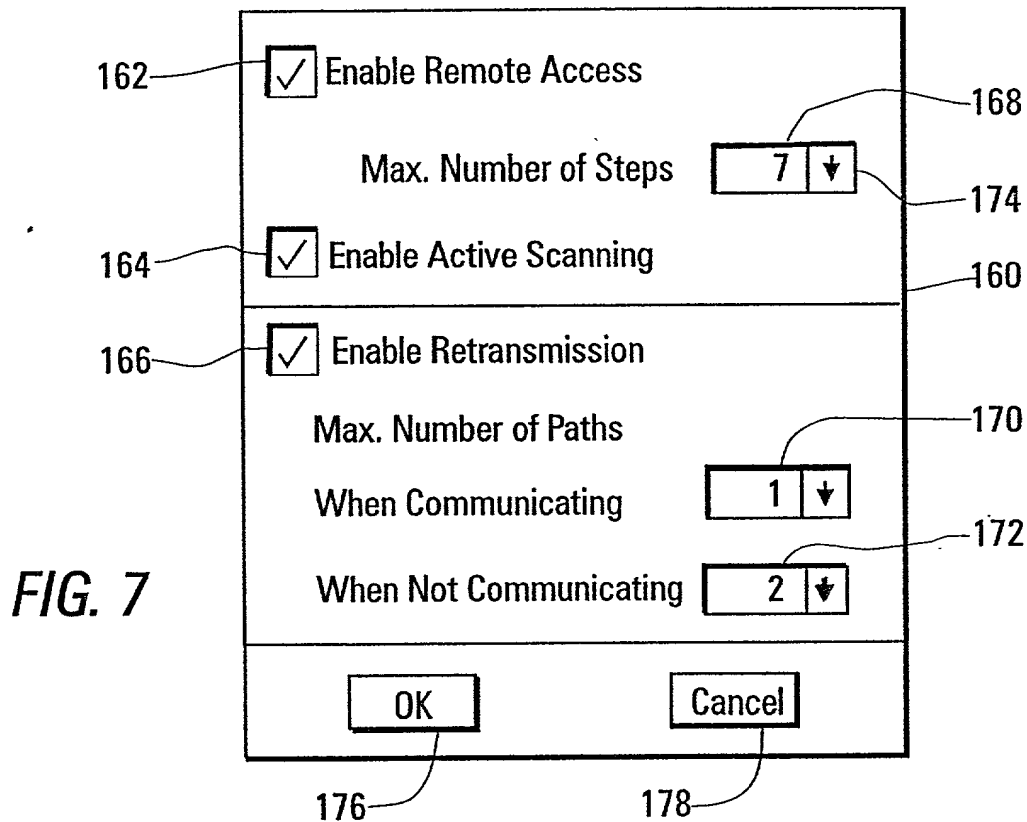 162 ✓ Enable Remote Access
168
Max. Number of Steps 7
174
164 ✓ Enable Active Scanning
160
166 ✓ Enable Retransmission
Max. Number of Paths
170
When Communicating 1
172
When Not Communicating 2
FIG. 7
OK Cancel
176 178